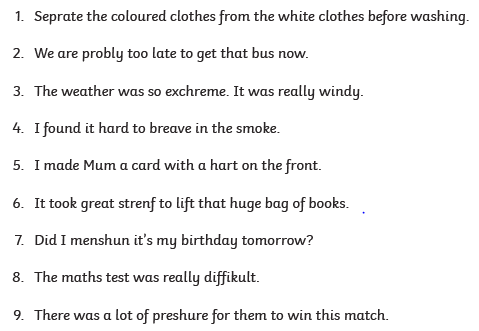 1. Seprate the coloured clothes from the white clothes before washing.
2. We are probly too late to get that bus now.
3. The weather was so exchreme. It was really windy.
4. I found it hard to breave in the smoke.
5. I made Mum a card with a hart on the front.
6. It took great strenf to lift that huge bag of books.
7. Did I menshun it's my birthday tomorrow?
8. The maths test was really diffikult.
9. There was a lot of preshure for them to win this match.